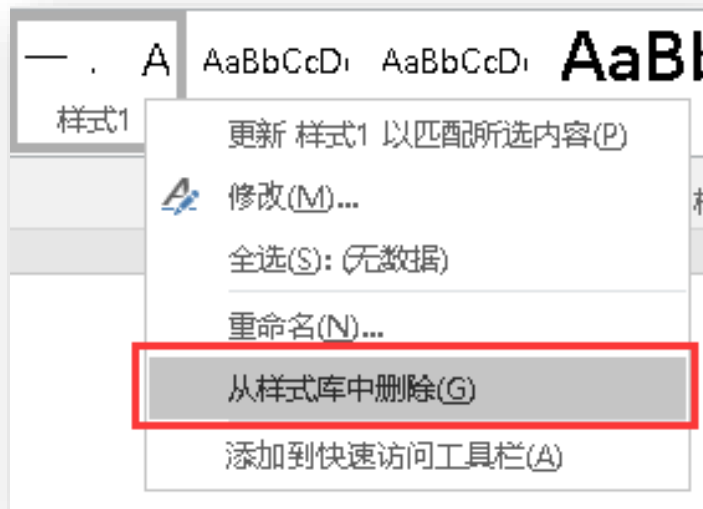 一. A AaBbCcDı AaBbCcDı AaBb
样式1
更新 样式1 以匹配所选内容(P)
修改(M)...
全选(S): (无数据)
重命名(N)...
从样式库中删除(G)
添加到快速访问工具栏(A)